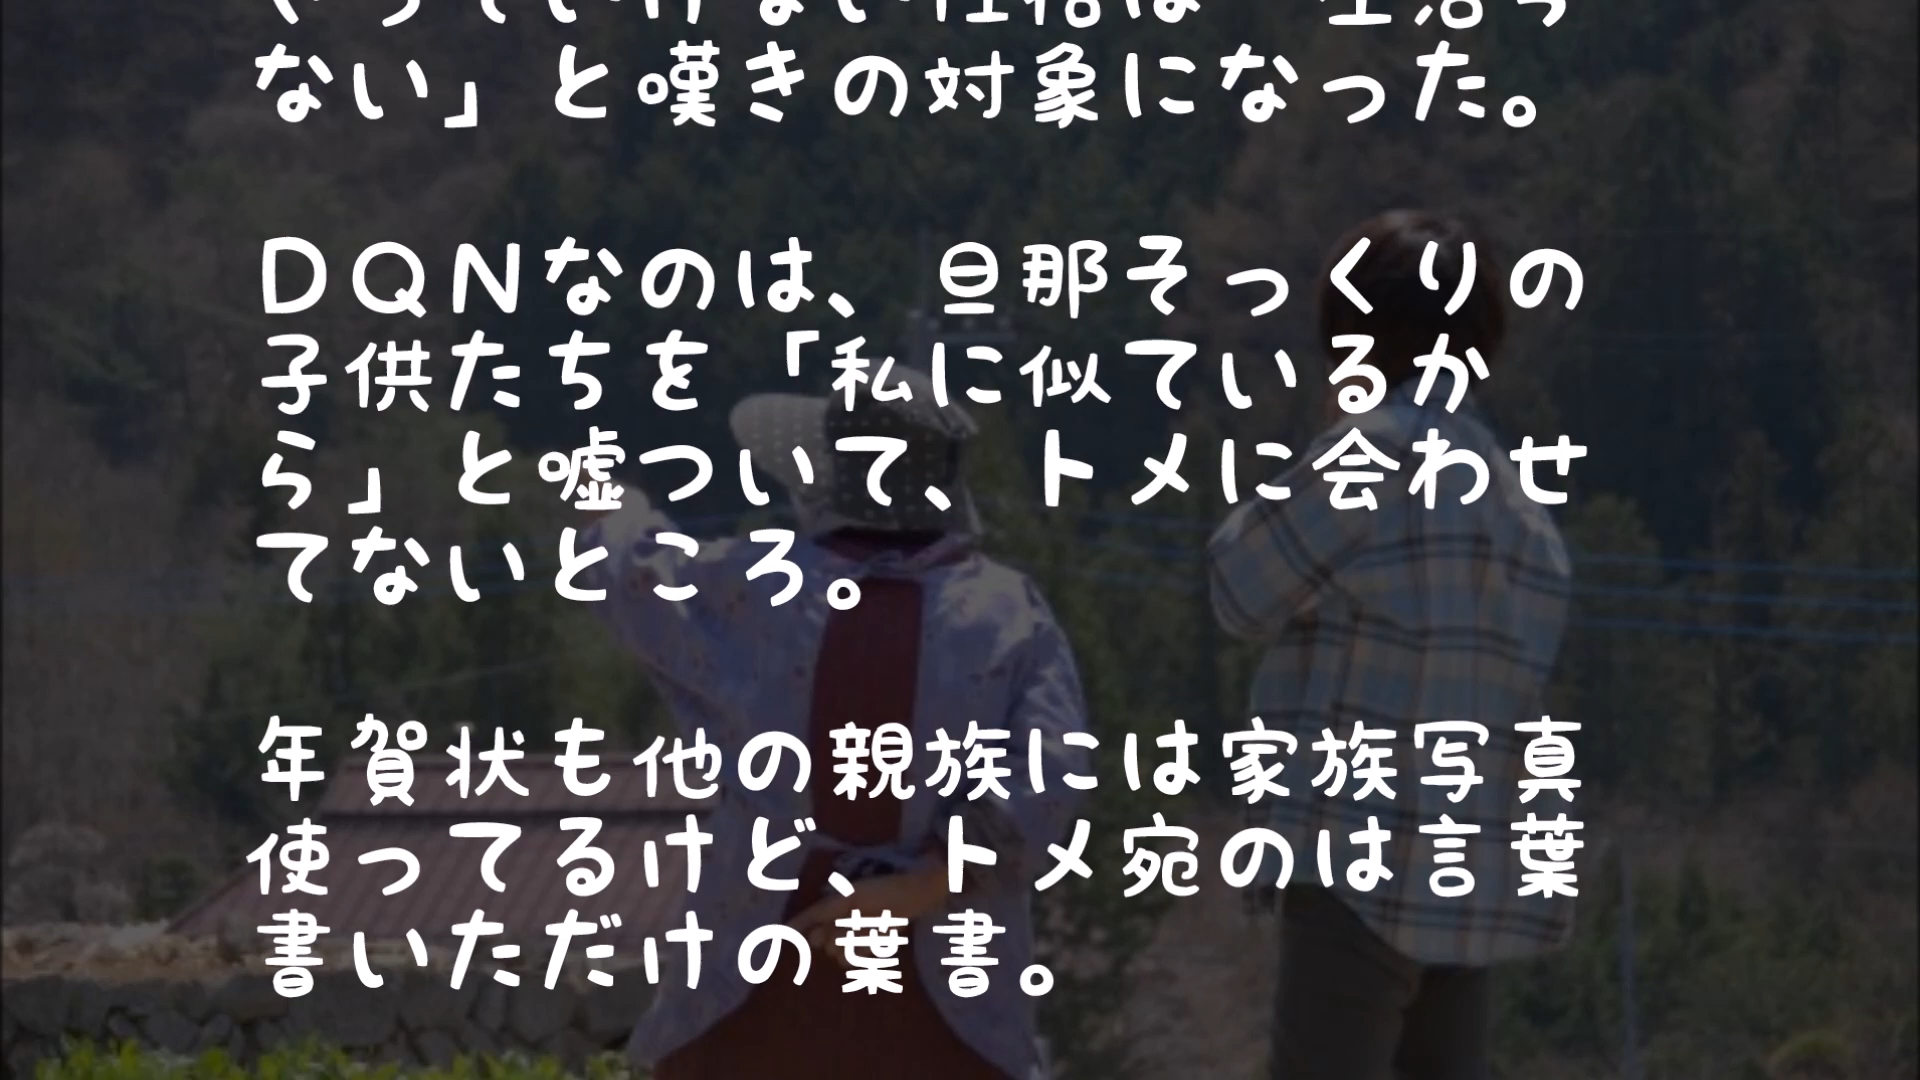 ない」と嘆きの対象になった。
ＤＱＮなのは、旦那そっくりの
子供たちを「私に似ているか
ら」と嘘ついて、トメに会わせ
てないところ。
年賀状も他の親族には家族写真
使ってるけど、トメ宛のは言葉
書いただけの葉書。